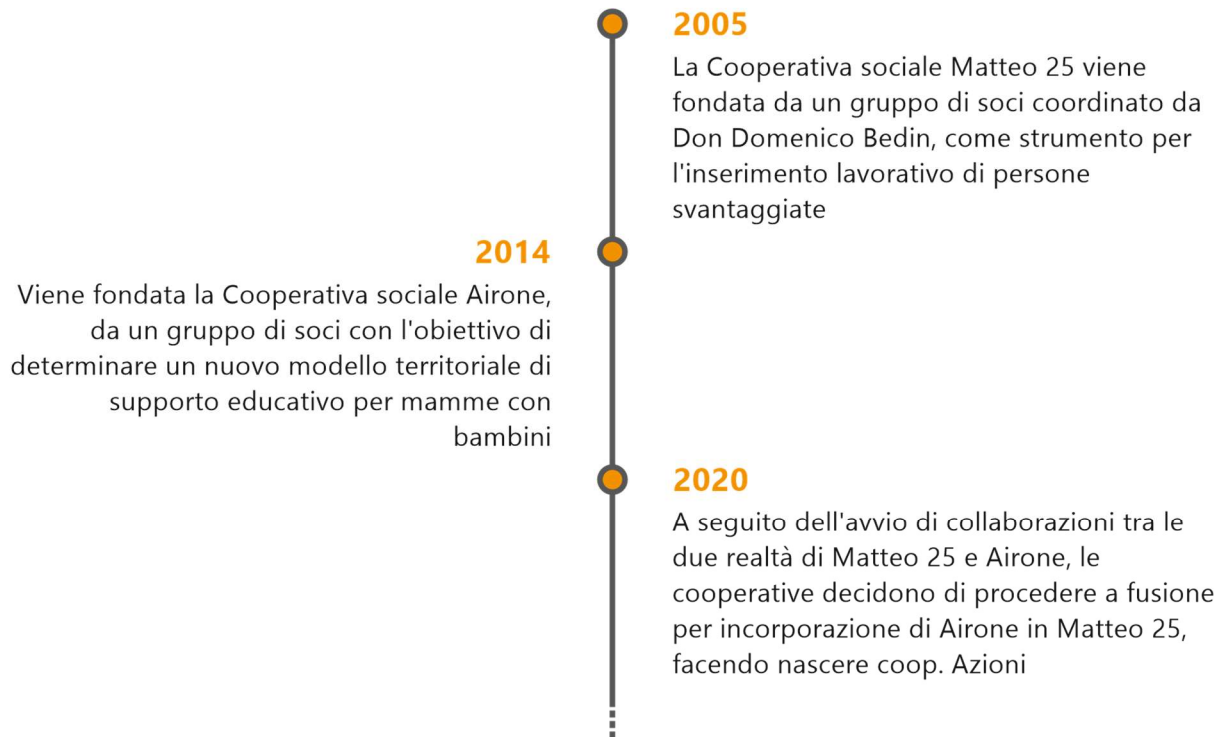 2005
La Cooperativa sociale Matteo 25 viene
fondata da un gruppo di soci coordinato da
Don Domenico Bedin, come strumento per
l'inserimento lavorativo di persone
svantaggiate
2014
Viene fondata la Cooperativa sociale Airone,
da un gruppo di soci con l'obiettivo di
determinare un nuovo modello territoriale di
supporto educativo per mamme con
bambini
2020
A seguito dell'avvio di collaborazioni tra le
due realtà di Matteo 25 e Airone, le
cooperative decidono di procedere a fusione
per incorporazione di Airone in Matteo 25,
facendo nascere coop. Azioni